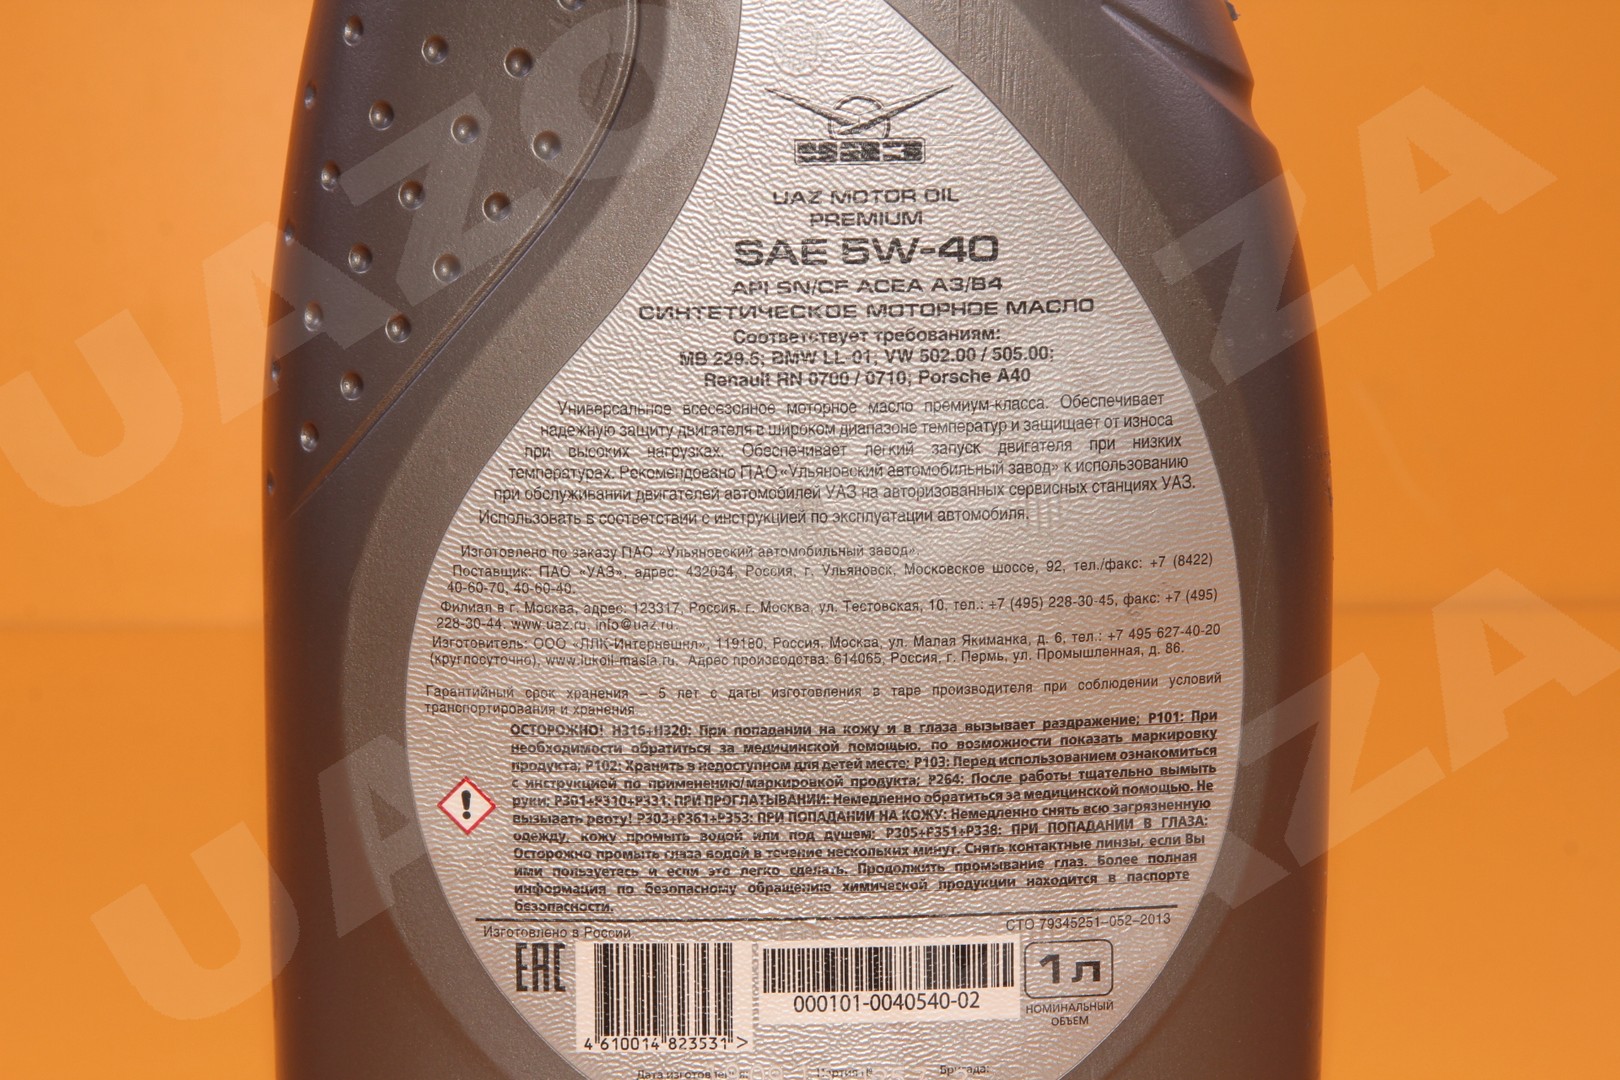 УАЗ
UAZ MOTOR OIL
PREMIUM
SAE 5W-40
API SN/CF ACEA A3/B4
СИНТЕТИЧЕСКОЕ МОТОРНОЕ МАСЛО
Соответствует требованиям:
MB 229.5; BMW LL 01; VW 502.00 / 505.00;
Renault RN 0700 / 0710; Porsche A40
Универсальное всесезонное моторное масло премиум-класса. Обеспечивает
надежную защиту двигателя в широком диапазоне температур и защищает от износа
при высоких нагрузках. Обеспечивает легкий запуск двигателя при низких
температурах. Рекомендовано ПАО «Ульяновский автомобильный завод» к использованию
при обслуживании двигателей автомобилей УАЗ на авторизованных сервисных станциях УАЗ.
Использовать в соответствии с инструкцией по эксплуатации автомобиля.
Изготовлено по заказу ПАО «Ульяновский автомобильный завод».
Поставщик: ПАО «УАЗ», адрес: 432034, Россия, г. Ульяновск, Московское шоссе, 92, тел./факс: +7 (8422)
40-60-70, 40-60-40.
Филиал в г. Москва, адрес: 123317, Россия, г. Москва, ул. Тестовская, 10, тел.: +7 (495) 228-30-45, факс: +7 (495)
228-30-44. www.uaz.ru, info@uaz.ru.
Изготовитель: ООО «ЛЛК-Интернешнл», 119180, Россия, Москва, ул. Малая Якиманка, д. 6, тел.: +7 495 627-40-20
(круглосуточно), www.lukoil-masla.ru. Адрес производства: 614065, Россия, г. Пермь, ул. Промышленная, д. 86.
Гарантийный срок хранения – 5 лет с даты изготовления в таре производителя при соблюдении условий
транспортирования и хранения
ОСТОРОЖНО! H316+H320: При попадании на кожу и в глаза вызывает раздражение; P101: При
необходимости обратиться за медицинской помощью, по возможности показать маркировку
продукта; P102: Хранить в недоступном для детей месте; P103: Перед использованием ознакомиться
с инструкцией по применению/маркировкой продукта; P264: После работы тщательно вымыть
руки; P301+P310+P331: ПРИ ПРОГЛАТЫВАНИИ: Немедленно обратиться за медицинской помощью. Не
вызывать рвоту! P303+P361+P353: ПРИ ПОПАДАНИИ НА КОЖУ: Немедленно снять всю загрязненную
одежду, кожу промыть водой или под душем; P305+P351+P338: ПРИ ПОПАДАНИИ В ГЛАЗА:
Осторожно промыть глаза водой в течение нескольких минут. Снять контактные линзы, если Вы
ими пользуетесь и если это легко сделать. Продолжить промывание глаз. Более полная
информация по безопасному обращению химической продукции находится в паспорте
безопасности.
Изготовлено в России СТО 79345251-052-2013
EAC
4 610014 823531 >
000101-0040540-02
1 л
НОМИНАЛЬНЫЙ
ОБЪЕМ
Бригада:
UAZOVZA
UAZOVZA